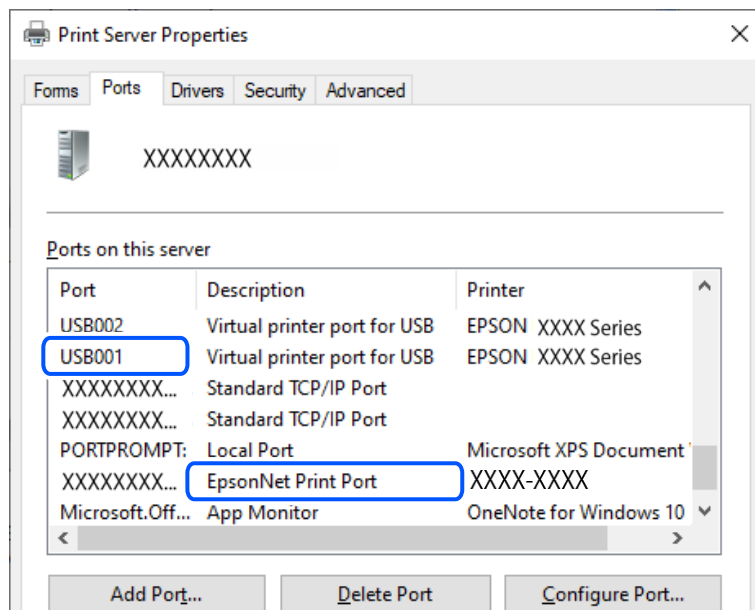 Print Server Properties
Forms Ports Drivers Security Advanced
XXXXXXXX
Ports on this server
Port Description Printer
USB002 Virtual printer port for USB EPSON XXXX Series
USB001 Virtual printer port for USB EPSON XXXX Series
XXXXXXXX... Standard TCP/IP Port
XXXXXXXX... Standard TCP/IP Port
PORTPROMPT: Local Port Microsoft XPS Document
XXXXXXXX... EpsonNet Print Port XXXX-XXXX
Microsoft.Off... App Monitor OneNote for Windows 10
Add Port... Delete Port Configure Port...